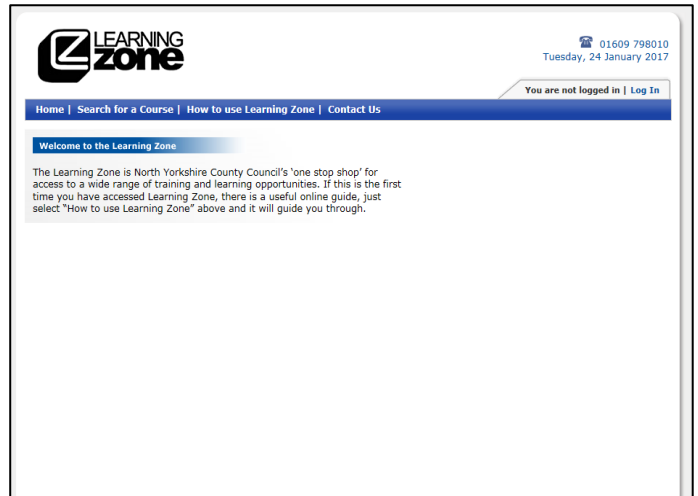 LEARNING
zone
01609 798010
Tuesday, 24 January 2017
You are not logged in | Log In
Home | Search for a Course | How to use Learning Zone | Contact Us
Welcome to the Learning Zone
The Learning Zone is North Yorkshire County Council's 'one stop shop' for
access to a wide range of training and learning opportunities. If this is the first
time you have accessed Learning Zone, there is a useful online guide, just
select "How to use Learning Zone" above and it will guide you through.